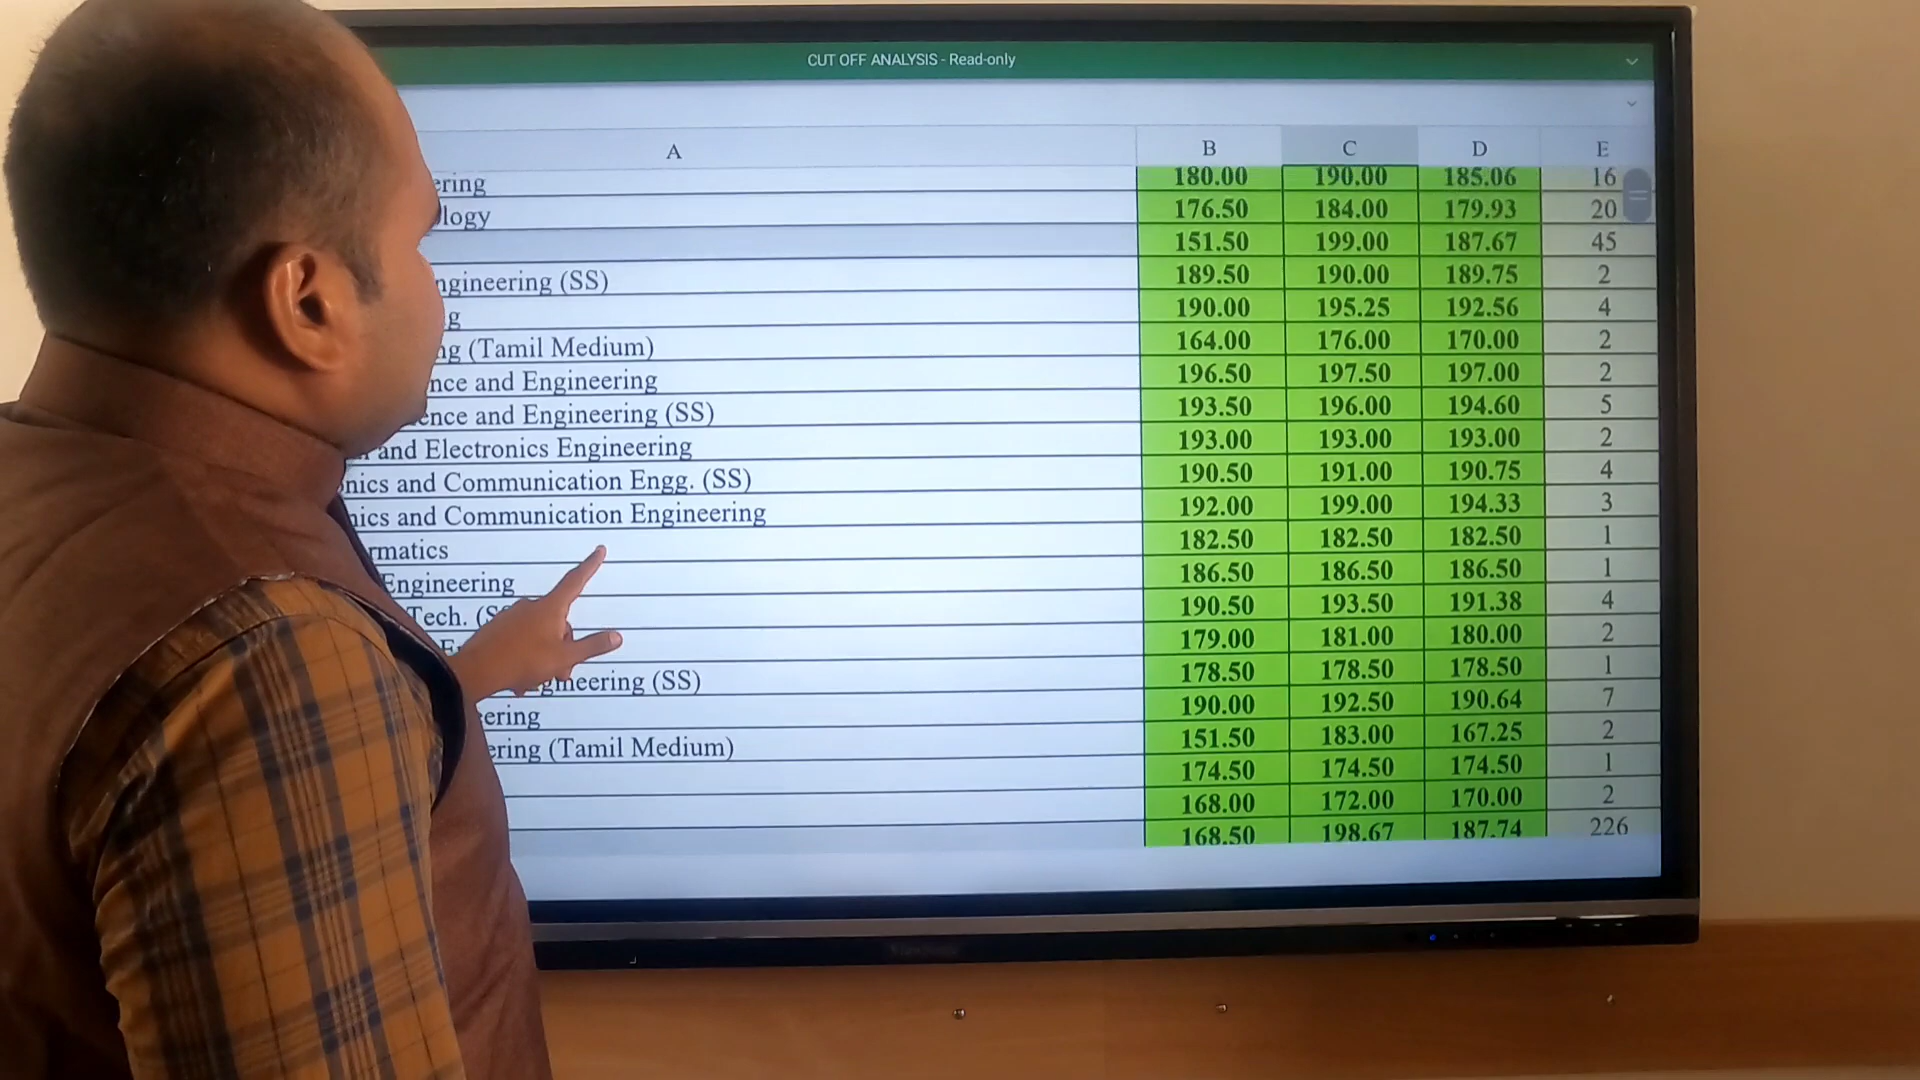 CUT OFF ANALYSIS - Read-only
A B C D E
ering 180.00 190.00 185.06 16
logy 176.50 184.00 179.93 20
151.50 199.00 187.67 45
ngineering (SS) 189.50 190.00 189.75 2
g 190.00 195.25 192.56 4
ng (Tamil Medium) 164.00 176.00 170.00 2
nce and Engineering 196.50 197.50 197.00 2
ence and Engineering (SS) 193.50 196.00 194.60 5
and Electronics Engineering 193.00 193.00 193.00 2
onics and Communication Engg. (SS) 190.50 191.00 190.75 4
nics and Communication Engineering 192.00 199.00 194.33 3
rmatics 182.50 182.50 182.50 1
Engineering 186.50 186.50 186.50 1
Tech. (S 190.50 193.50 191.38 4
179.00 181.00 180.00 2
gineering (SS) 178.50 178.50 178.50 1
ering 190.00 192.50 190.64 7
ering (Tamil Medium) 151.50 183.00 167.25 2
174.50 174.50 174.50 1
168.00 172.00 170.00 2
168.50 198.67 187.74 226